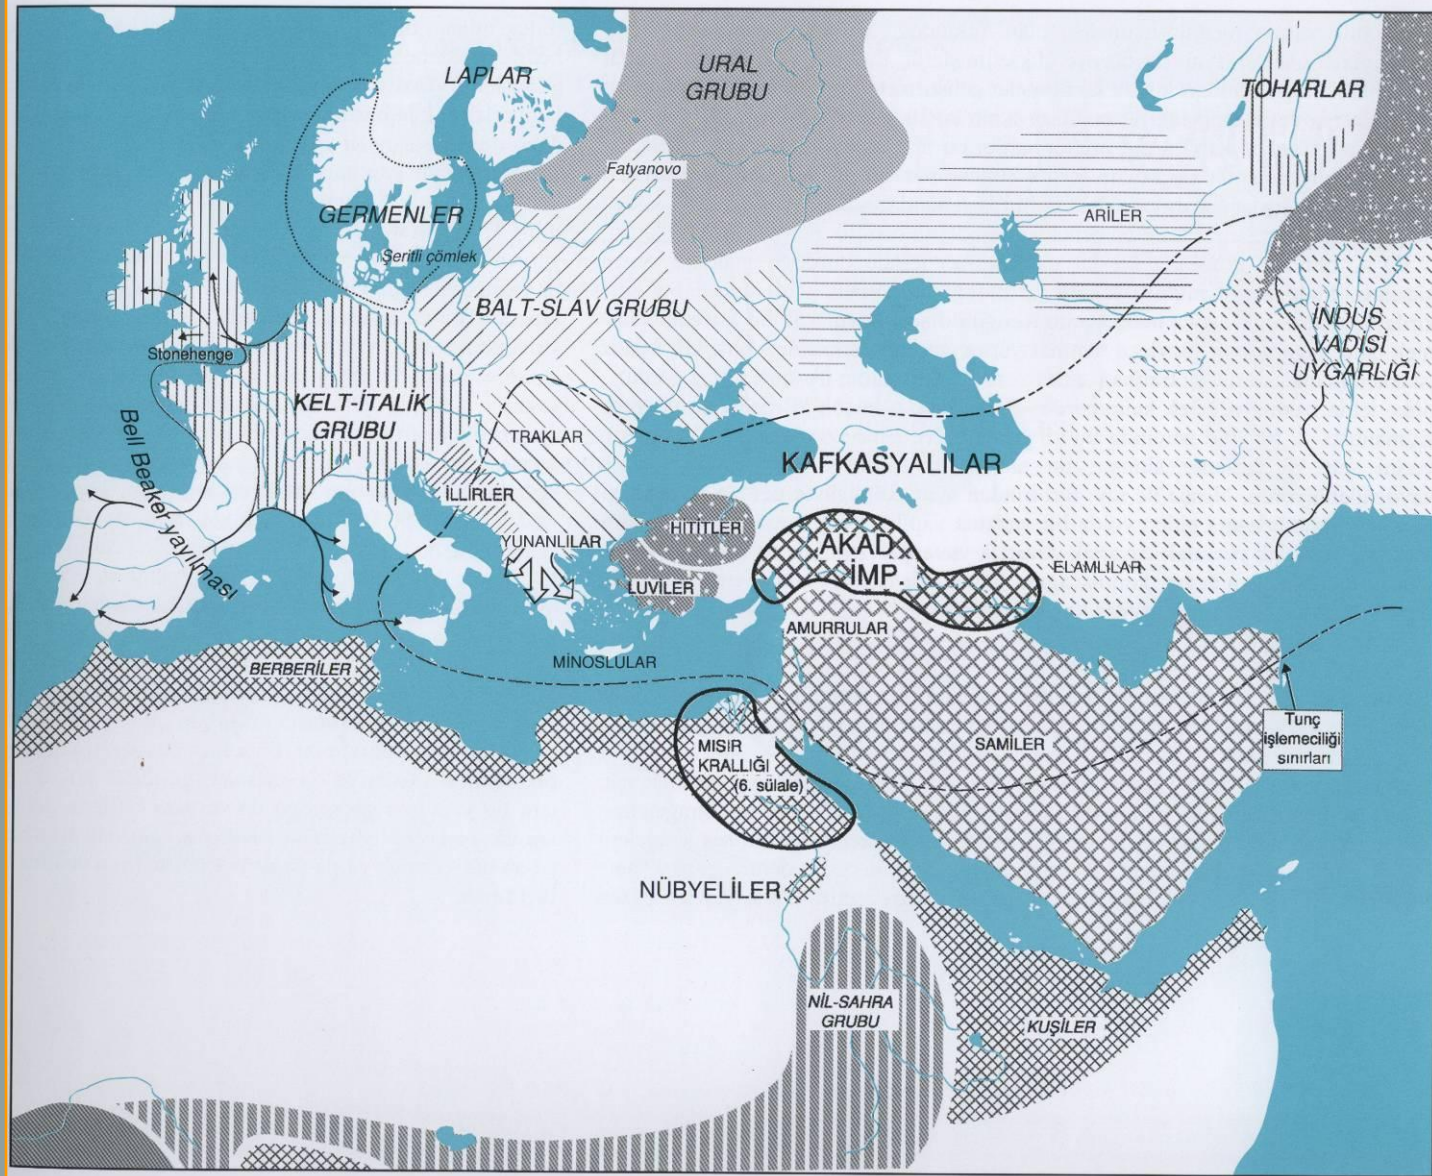 LAPLAR
URAL
GRUBU
TOHARLAR
Fatyanovo
GERMENLER
ARİLER
Şeritli çömlek
BALT-SLAV GRUBU
İNDUS
VADİSİ
UYGARLIĞI
Stonehenge
KELT-İTALİK
GRUBU
Bell Beaker yayılması
TRAKLAR
KAFKASYALILAR
İLLİRLER
HİTİTLER
YUNANLILAR
AKAD
İMP.
ELAMLILAR
LUVİLER
AMURRULAR
BERBERİLER
MİNOSLULAR
Tunç
işlemeciliği
sınırları
MISIR
KRALLIĞI
(6. sülale)
SAMİLER
NÜBYELİLER
NİL-SAHRA
GRUBU
KUŞİLER